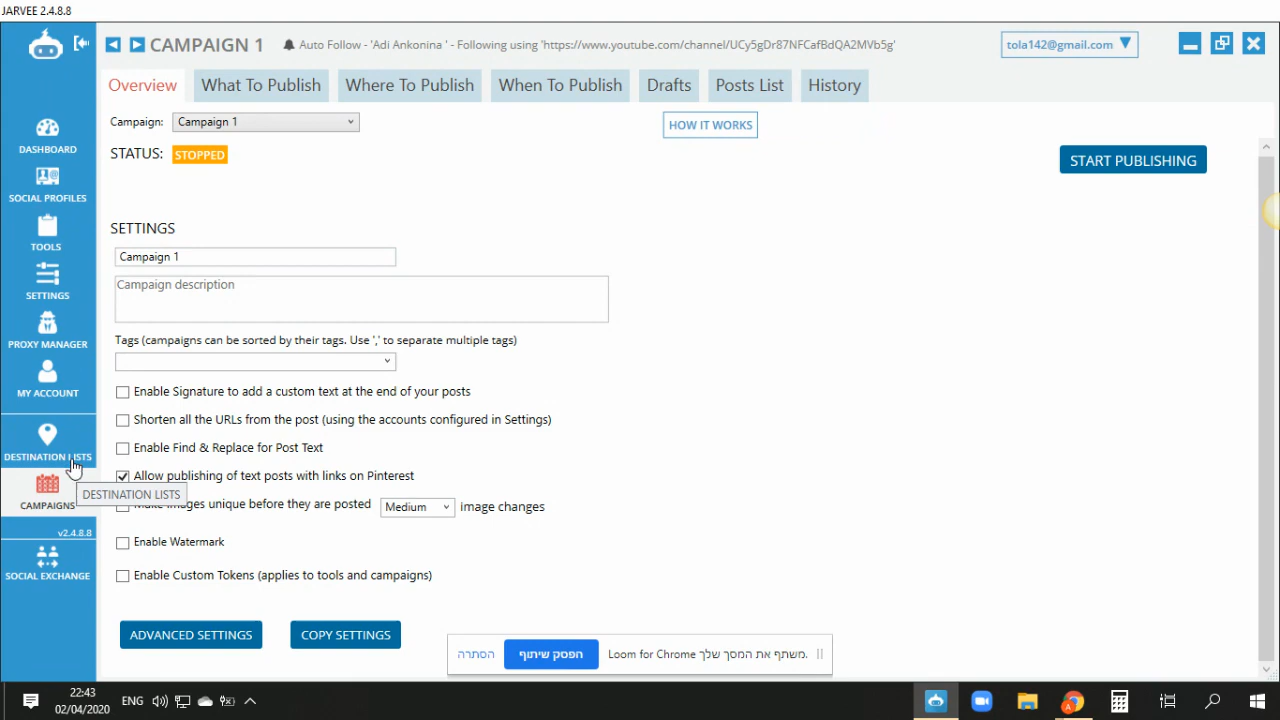 JARVEE 2.4.8.8
CAMPAIGN 1
Auto Follow - 'Adi Ankonina ' - Following using 'https://www.youtube.com/channel/UCy5gDr87NFCafBdQA2MVb5g'
tola142@gmail.com
Overview
What To Publish
Where To Publish
When To Publish
Drafts
Posts List
History
Campaign:
Campaign 1
HOW IT WORKS
STATUS:
STOPPED
START PUBLISHING
DASHBOARD
SOCIAL PROFILES
TOOLS
SETTINGS
PROXY MANAGER
MY ACCOUNT
DESTINATION LISTS
CAMPAIGNS
v2.4.8.8
SOCIAL EXCHANGE
DESTINATION LISTS
SETTINGS
Campaign 1
Campaign description
Tags (campaigns can be sorted by their tags. Use ',' to separate multiple tags)
Enable Signature to add a custom text at the end of your posts
Shorten all the URLs from the post (using the accounts configured in Settings)
Enable Find & Replace for Post Text
Allow publishing of text posts with links on Pinterest
Make images unique before they are posted
Medium
image changes
Enable Watermark
Enable Custom Tokens (applies to tools and campaigns)
ADVANCED SETTINGS
COPY SETTINGS
Loom for Chrome משתף את המסך שלך.
הפסק שיתוף
הסתרה
22:43
02/04/2020
ENG